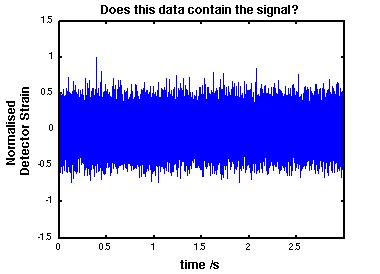 Does this data contain the signal?
1.5
1
0.5
0
-0.5
-1
-1.5
Normalised
Detector Strain
0 0.5 1 1.5 2 2.5
time /s